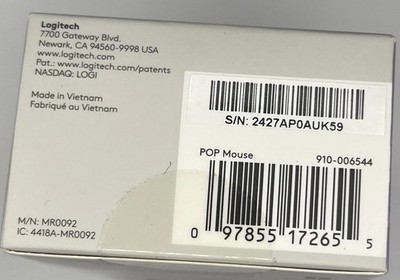 Logitech
7700 Gateway Blvd.
Newark, CA 94560-9998 USA
www.logitech.com
Pat.: www.logitech.com/patents
NASDAQ: LOGI
Made in Vietnam
Fabriqué au Vietnam
S/N: 2427AP0AUK59
POP Mouse 910-006544
0 97855 17265 5
M/N: MR0092
IC: 4418A-MR0092